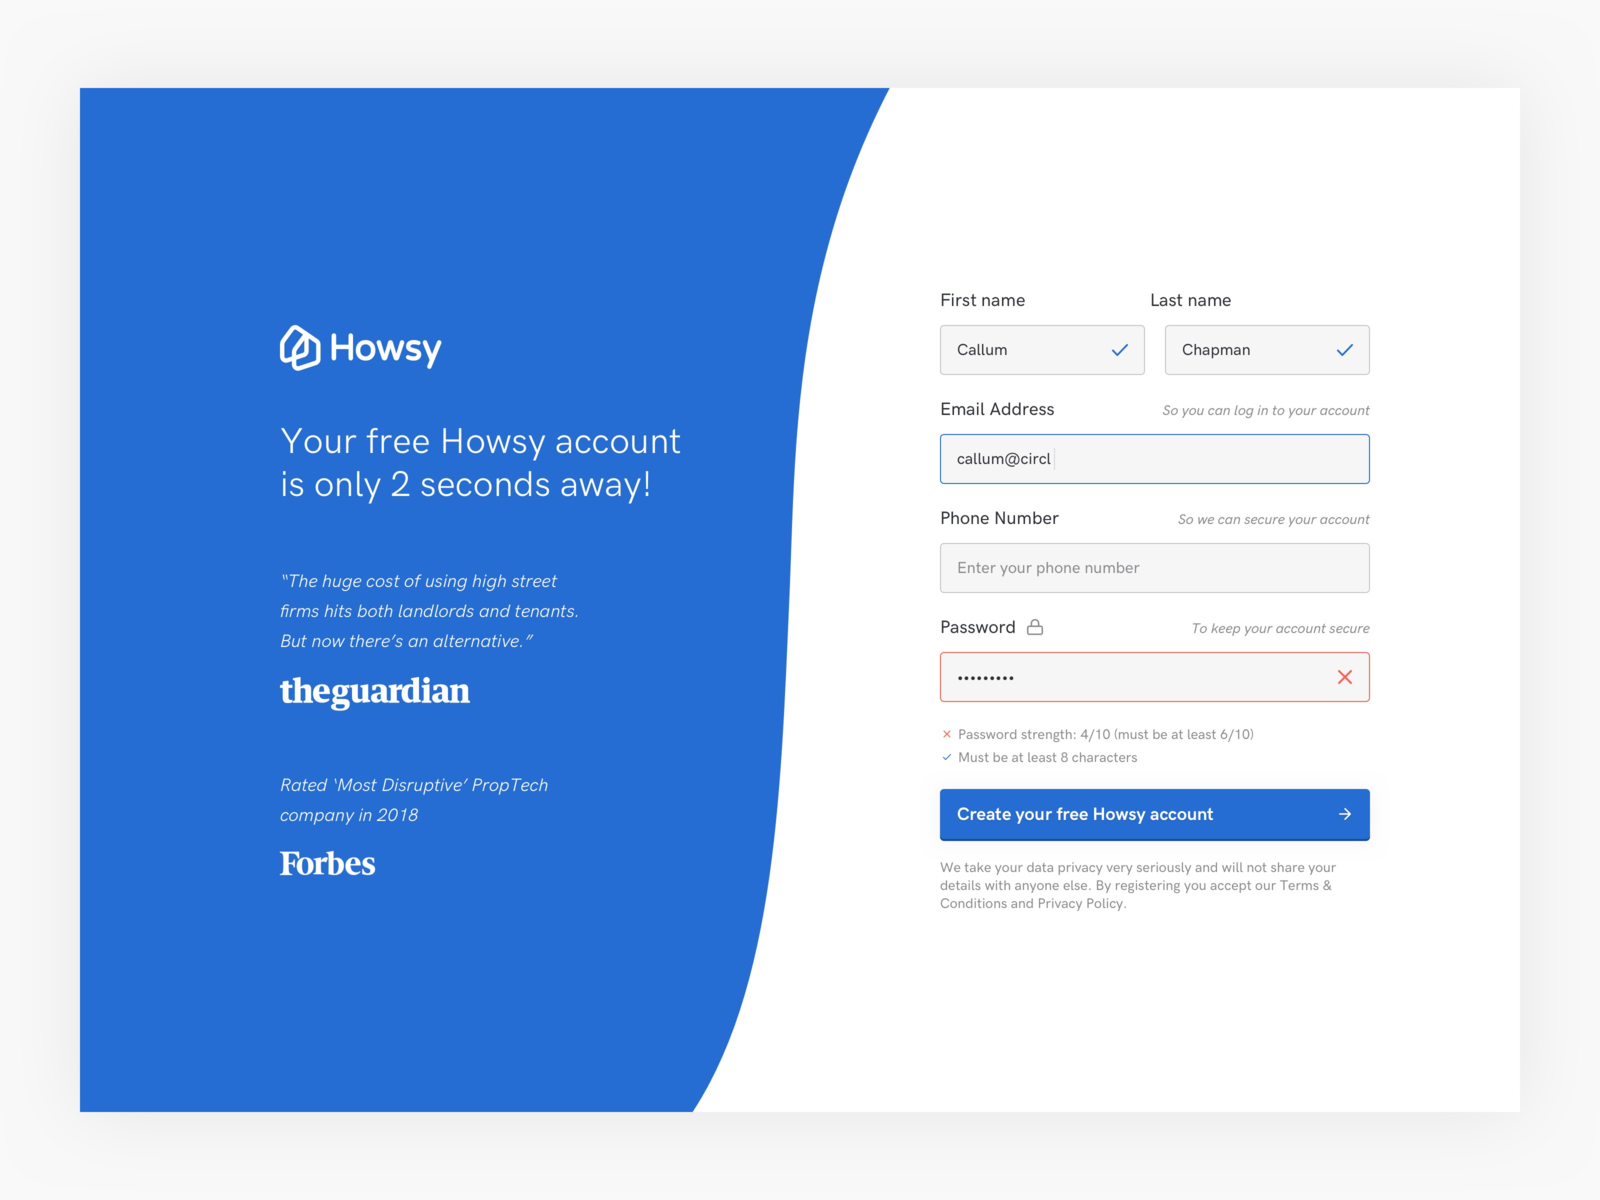 Howsy
Your free Howsy account
is only 2 seconds away!
“The huge cost of using high street
firms hits both landlords and tenants.
But now there’s an alternative.”
theguardian
Rated ‘Most Disruptive’ PropTech
company in 2018
Forbes
First name Last name
Callum Chapman
Email Address So you can log in to your account
callum@circl
Phone Number So we can secure your account
Enter your phone number
Password To keep your account secure
•••••••••
Password strength: 4/10 (must be at least 6/10)
Must be at least 8 characters
Create your free Howsy account
We take your data privacy very seriously and will not share your
details with anyone else. By registering you accept our Terms &
Conditions and Privacy Policy.